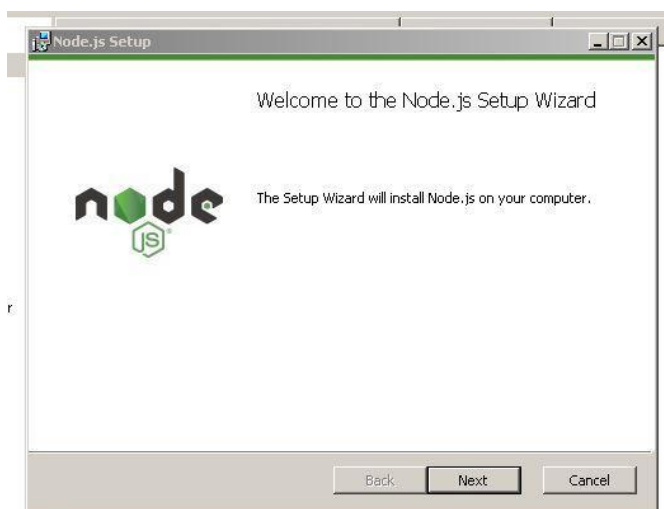 Node.js Setup
Welcome to the Node.js Setup Wizard
The Setup Wizard will install Node.js on your computer.
node
JS
r
Back
Next
Cancel